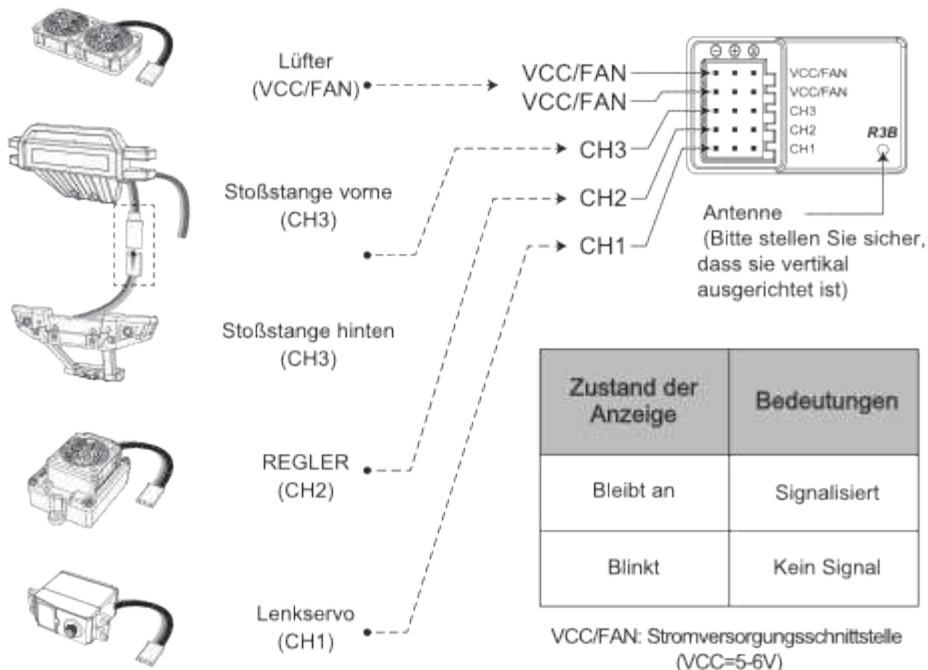 Lüfter
(VCC/FAN)
VCC/FAN
VCC/FAN
CH3
CH2
CH1
VCC/FAN
VCC/FAN
CH3
CH2
CH1
R3B
Antenne
(Bitte stellen Sie sicher,
dass sie vertikal
ausgerichtet ist)
Stoßstange vorne
(CH3)
Stoßstange hinten
(CH3)
REGLER
(CH2)
Lenkservo
(CH1)
Zustand der
Anzeige
Bedeutungen
Bleibt an
Signalisiert
Blinkt
Kein Signal
VCC/FAN: Stromversorgungsschnittstelle
(VCC=5-6V)